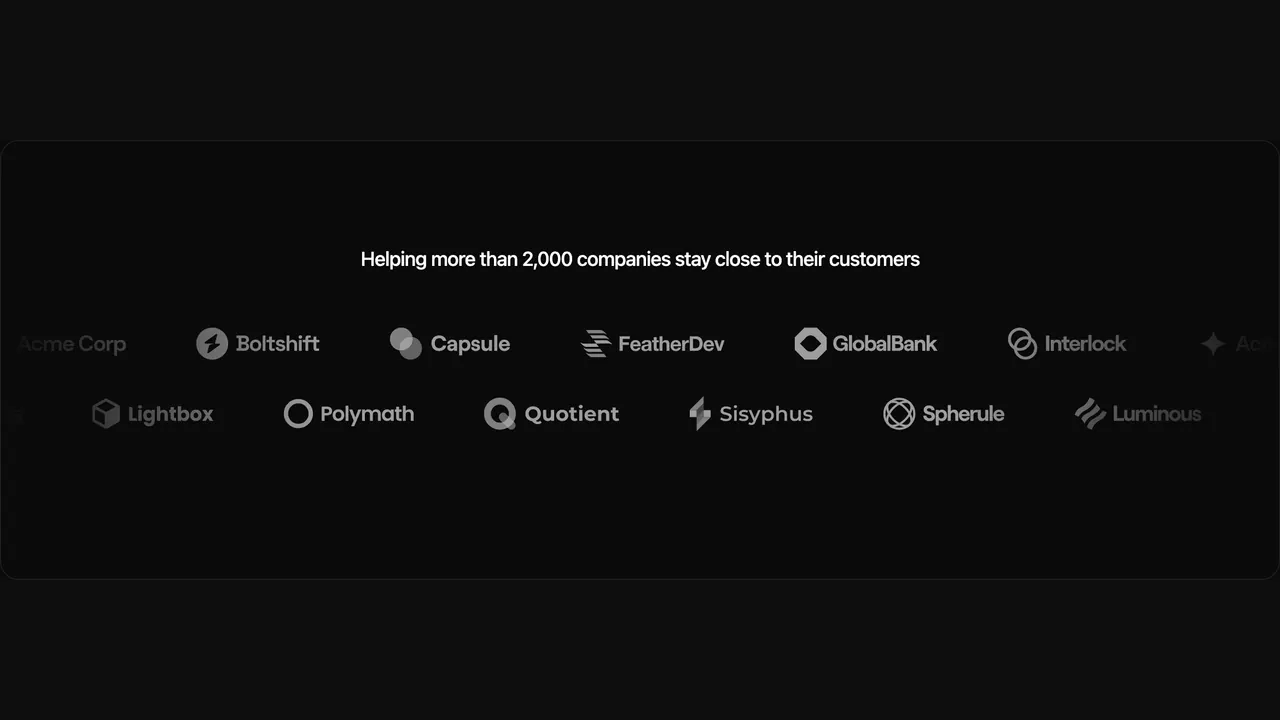 Helping more than 2,000 companies stay close to their customers
Acme Corp Boltshift Capsule FeatherDev GlobalBank Interlock
Lightbox Polymath Quotient Sisyphus Spherule Luminous